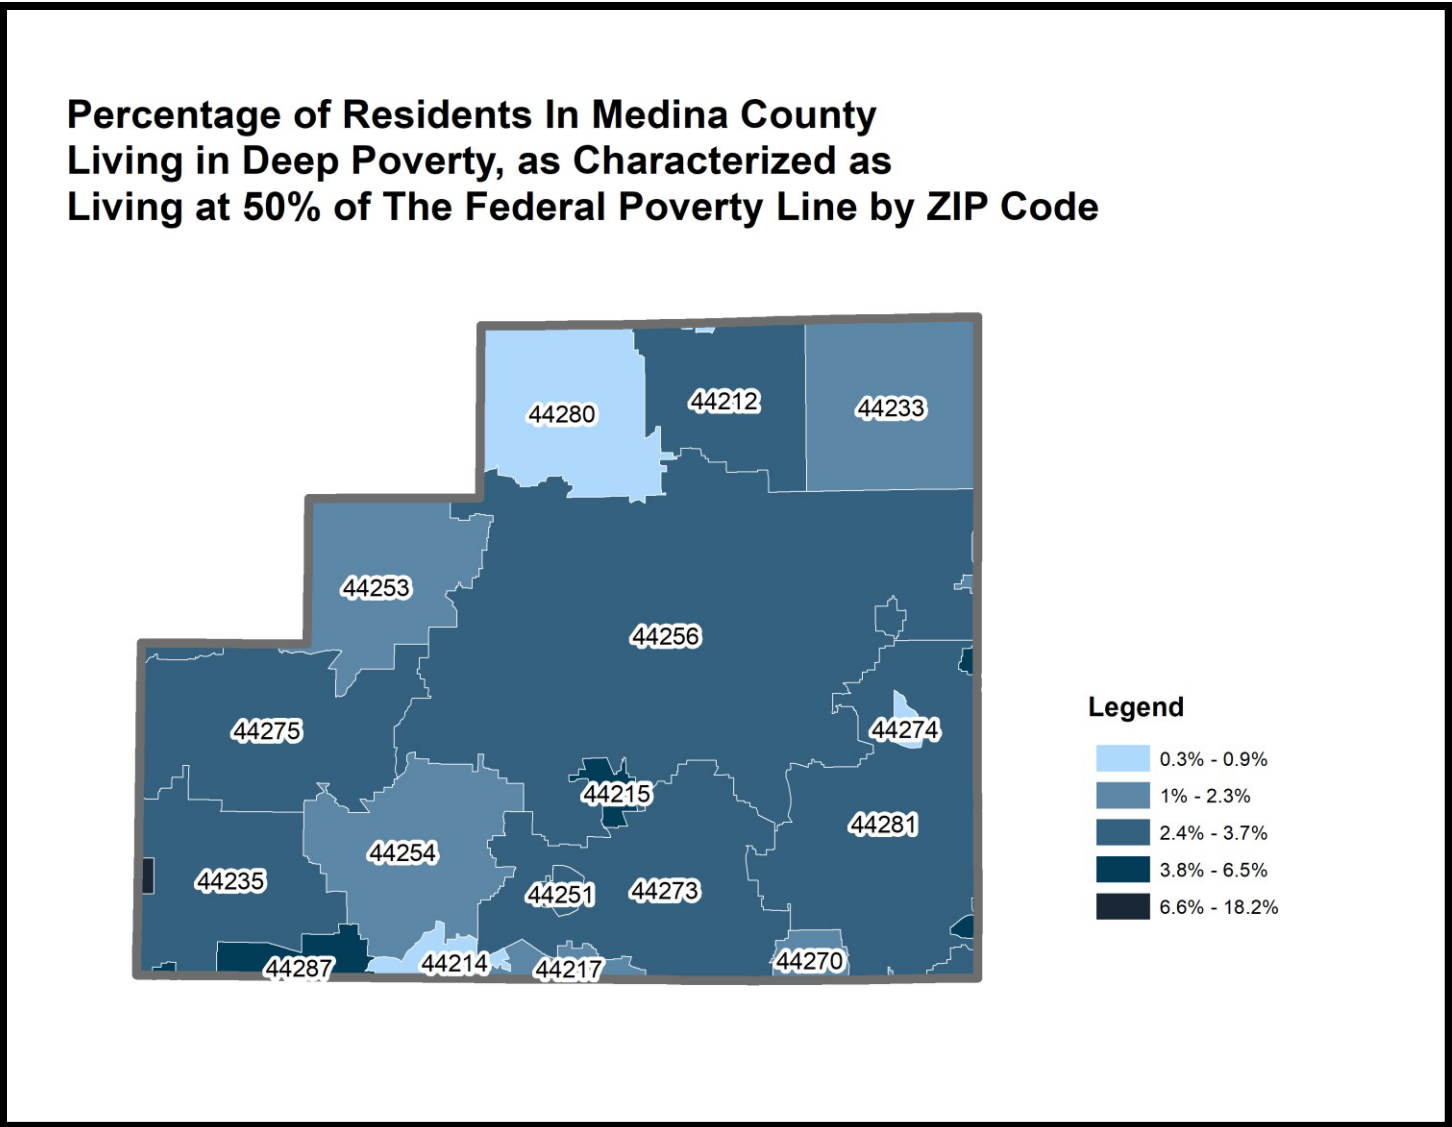 Percentage of Residents In Medina County
Living in Deep Poverty, as Characterized as
Living at 50% of The Federal Poverty Line by ZIP Code
44280
44212
44233
44253
44256
44275
44274
44215
44281
44254
44235
44251
44273
44287
44214
44217
44270
Legend
0.3% - 0.9%
1% - 2.3%
2.4% - 3.7%
3.8% - 6.5%
6.6% - 18.2%